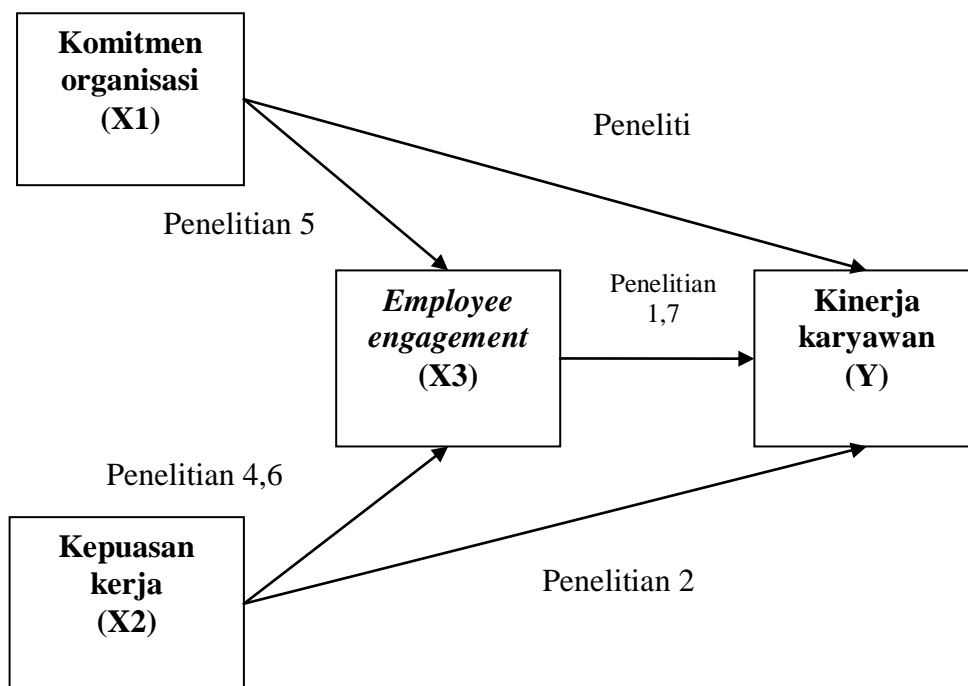 Komitmen
organisasi
(X1)
Peneliti
Penelitian 5
Employee
engagement
(X3)
Penelitian
1,7
Kinerja
karyawan
(Y)
Penelitian 4,6
Kepuasan
kerja
(X2)
Penelitian 2